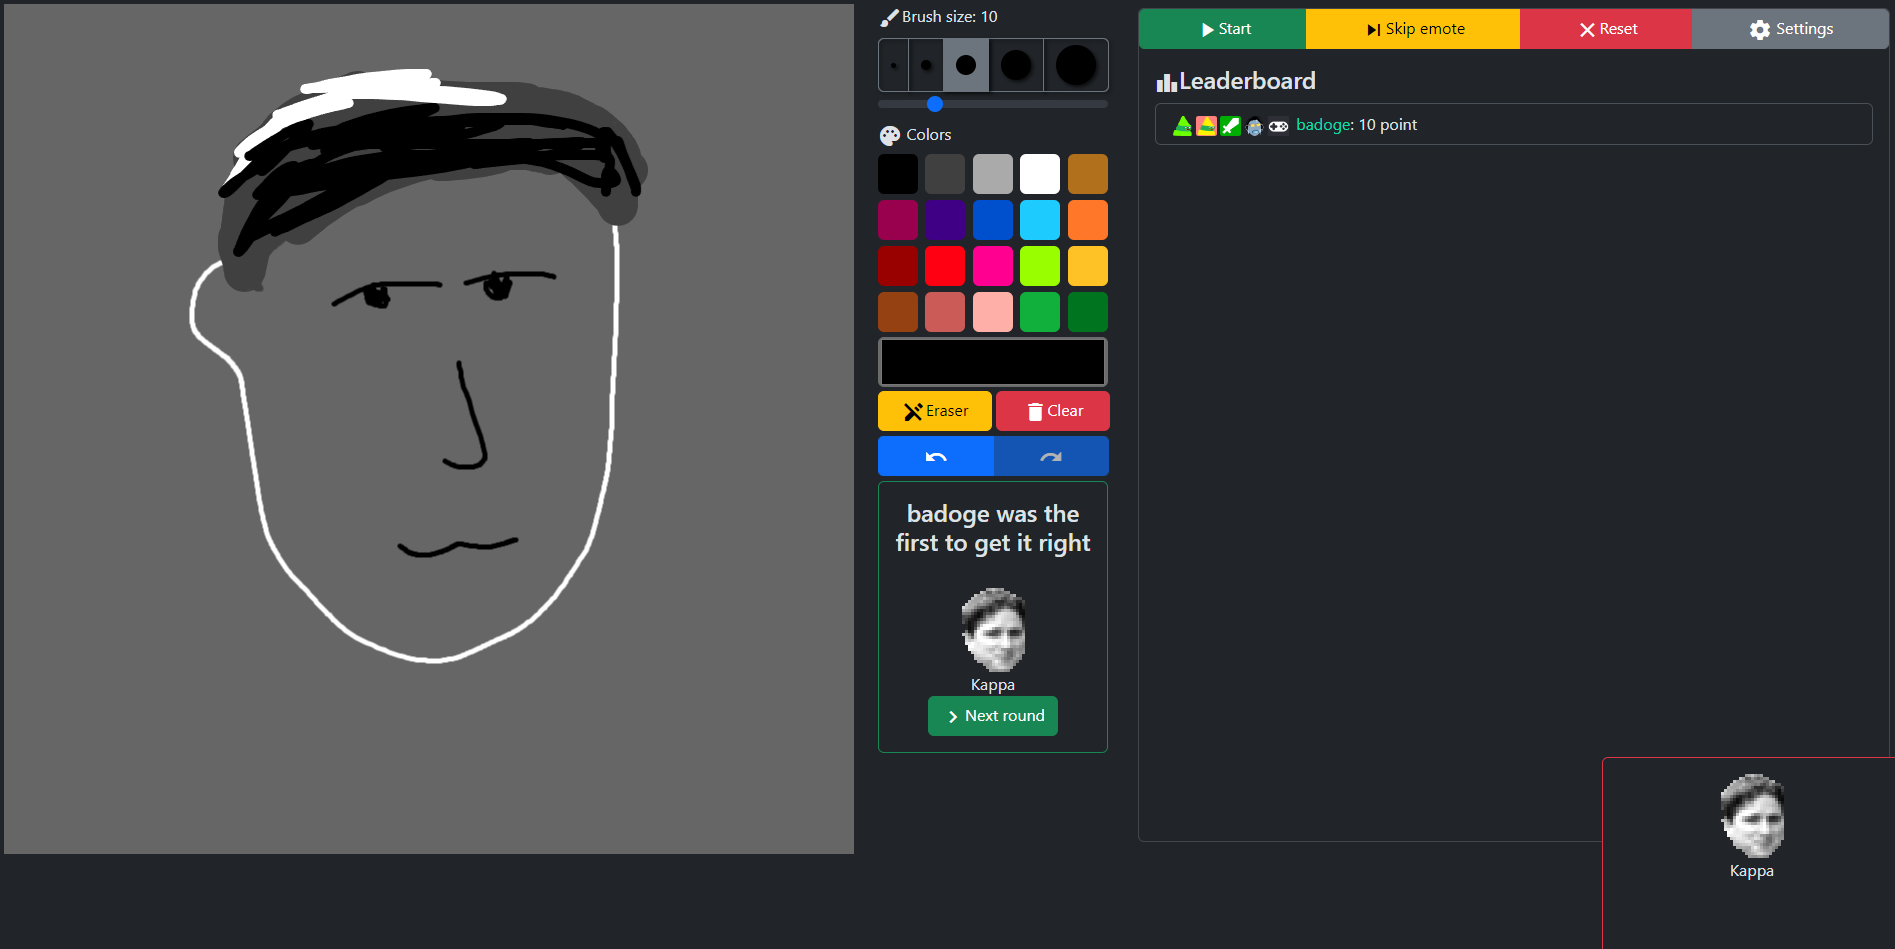 Brush size: 10
Colors
Eraser
Clear
badoge was the
first to get it right
Kappa
Next round
Start
Skip emote
Reset
Settings
Leaderboard
badoge: 10 point
Kappa